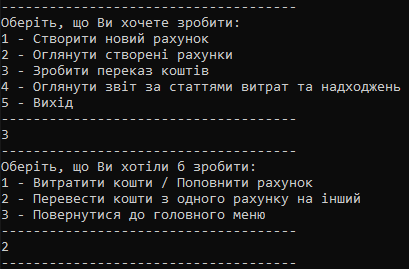 -------------------------------------
Оберіть, що Ви хочете зробити:
1 - Створити новий рахунок
2 - Оглянути створені рахунки
3 - Зробити переказ коштів
4 - Оглянути звіт за статтями витрат та надходжень
5 - Вихід
-------------------------------------
3
-------------------------------------
Оберіть, що Ви хотіли б зробити:
1 - Витратити кошти / Поповнити рахунок
2 - Перевести кошти з одного рахунку на інший
3 - Повернутися до головного меню
-------------------------------------
2
-------------------------------------